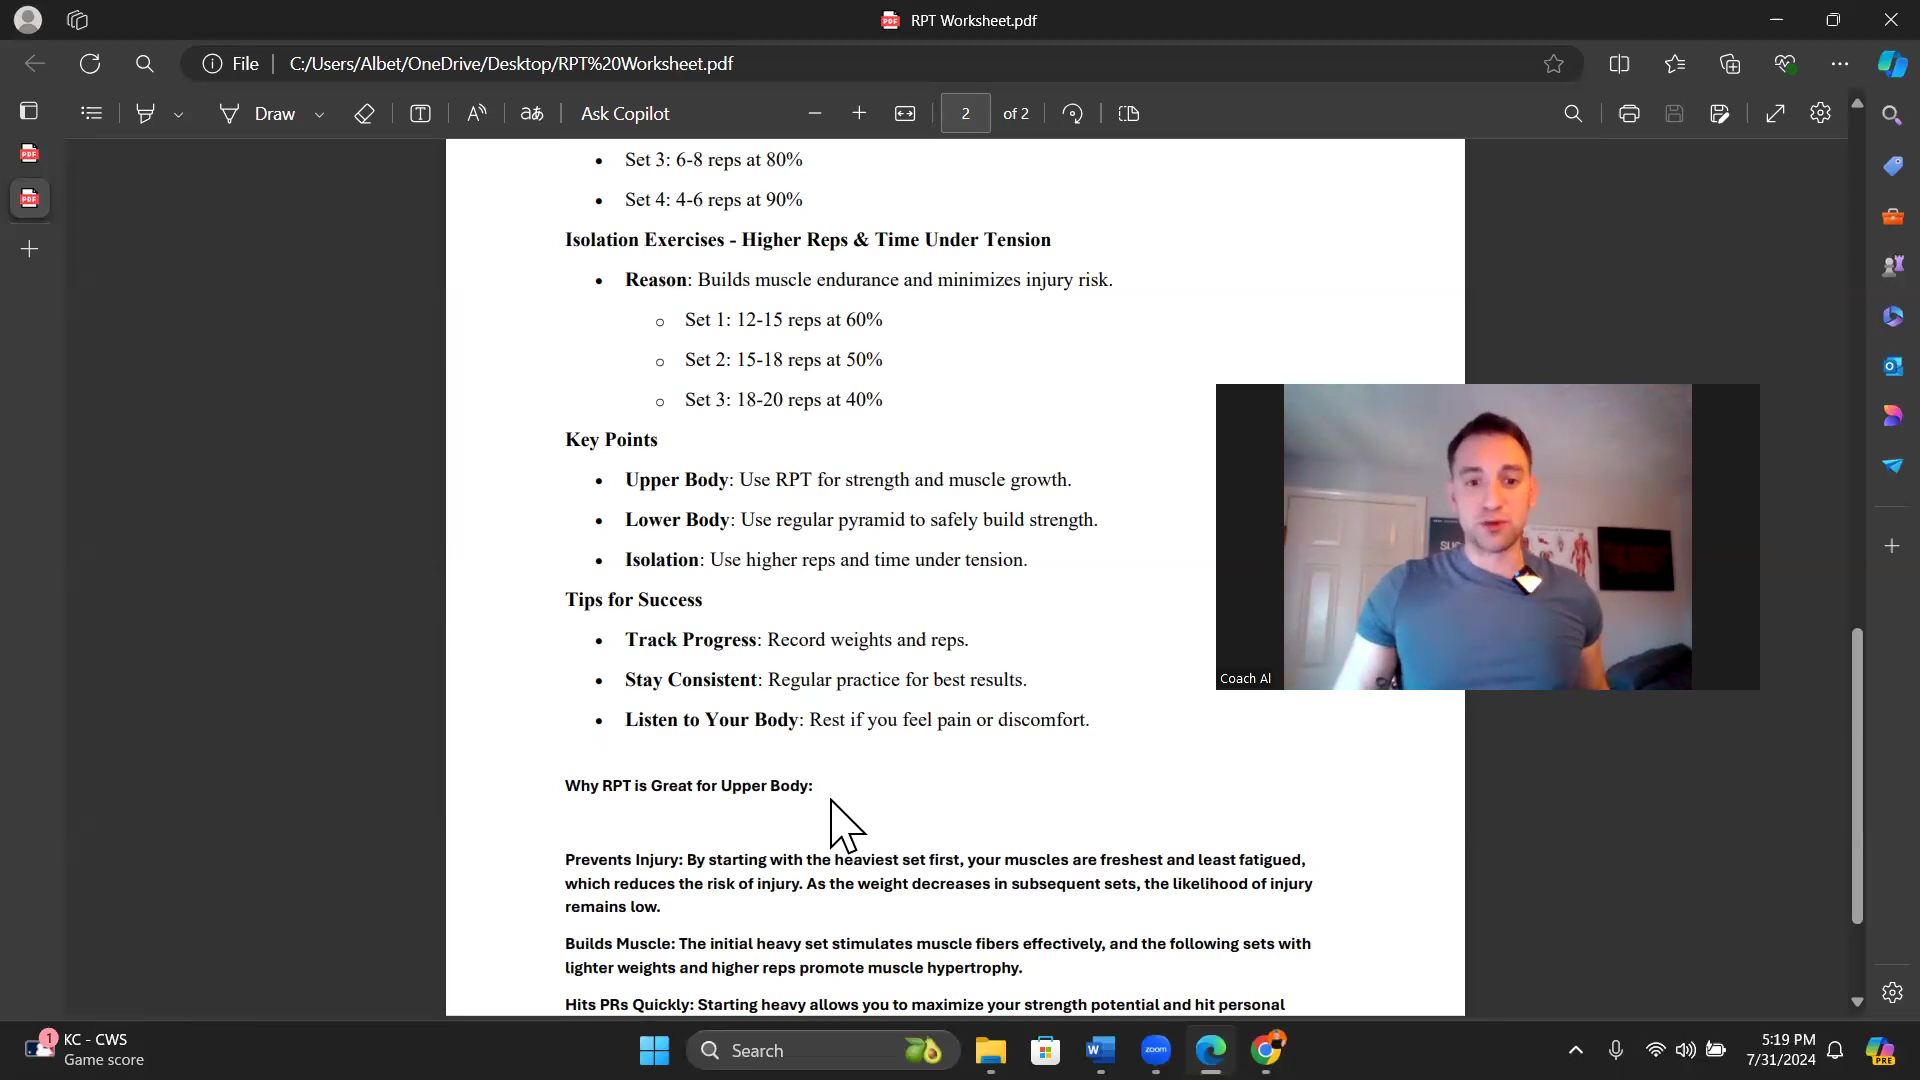 RPT Worksheet.pdf
File
C:/Users/Albet/OneDrive/Desktop/RPT%20Worksheet.pdf
Draw
aあ
Ask Copilot
2 of 2
• Set 3: 6-8 reps at 80%
• Set 4: 4-6 reps at 90%
Isolation Exercises - Higher Reps & Time Under Tension
• Reason: Builds muscle endurance and minimizes injury risk.
o Set 1: 12-15 reps at 60%
o Set 2: 15-18 reps at 50%
o Set 3: 18-20 reps at 40%
Key Points
• Upper Body: Use RPT for strength and muscle growth.
• Lower Body: Use regular pyramid to safely build strength.
• Isolation: Use higher reps and time under tension.
Tips for Success
• Track Progress: Record weights and reps.
• Stay Consistent: Regular practice for best results.
• Listen to Your Body: Rest if you feel pain or discomfort.
Coach Al
Why RPT is Great for Upper Body:
Prevents Injury: By starting with the heaviest set first, your muscles are freshest and least fatigued,
which reduces the risk of injury. As the weight decreases in subsequent sets, the likelihood of injury
remains low.
Builds Muscle: The initial heavy set stimulates muscle fibers effectively, and the following sets with
lighter weights and higher reps promote muscle hypertrophy.
Hits PRs Quickly: Starting heavy allows you to maximize your strength potential and hit personal
1
KC - CWS
Game score
Search
zoom
5:19 PM
7/31/2024
PRE